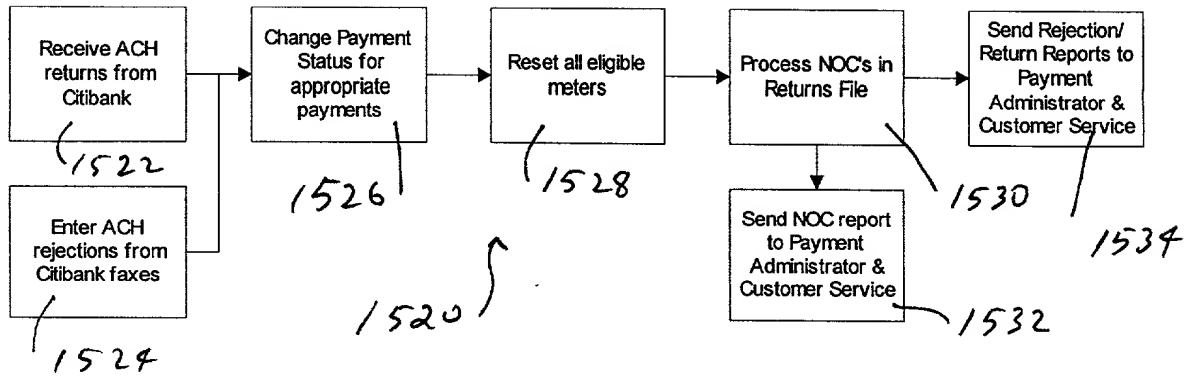 Receive ACH
returns from
Citibank
1522
Enter ACH
rejections from
Citibank faxes
1524
Change Payment
Status for
appropriate
payments
1526
Reset all eligible
meters
1528
1520
Process NOC's in
Returns File
1530
Send NOC report
to Payment
Administrator &
Customer Service
1532
Send Rejection/
Return Reports to
Payment
Administrator &
Customer Service
1534